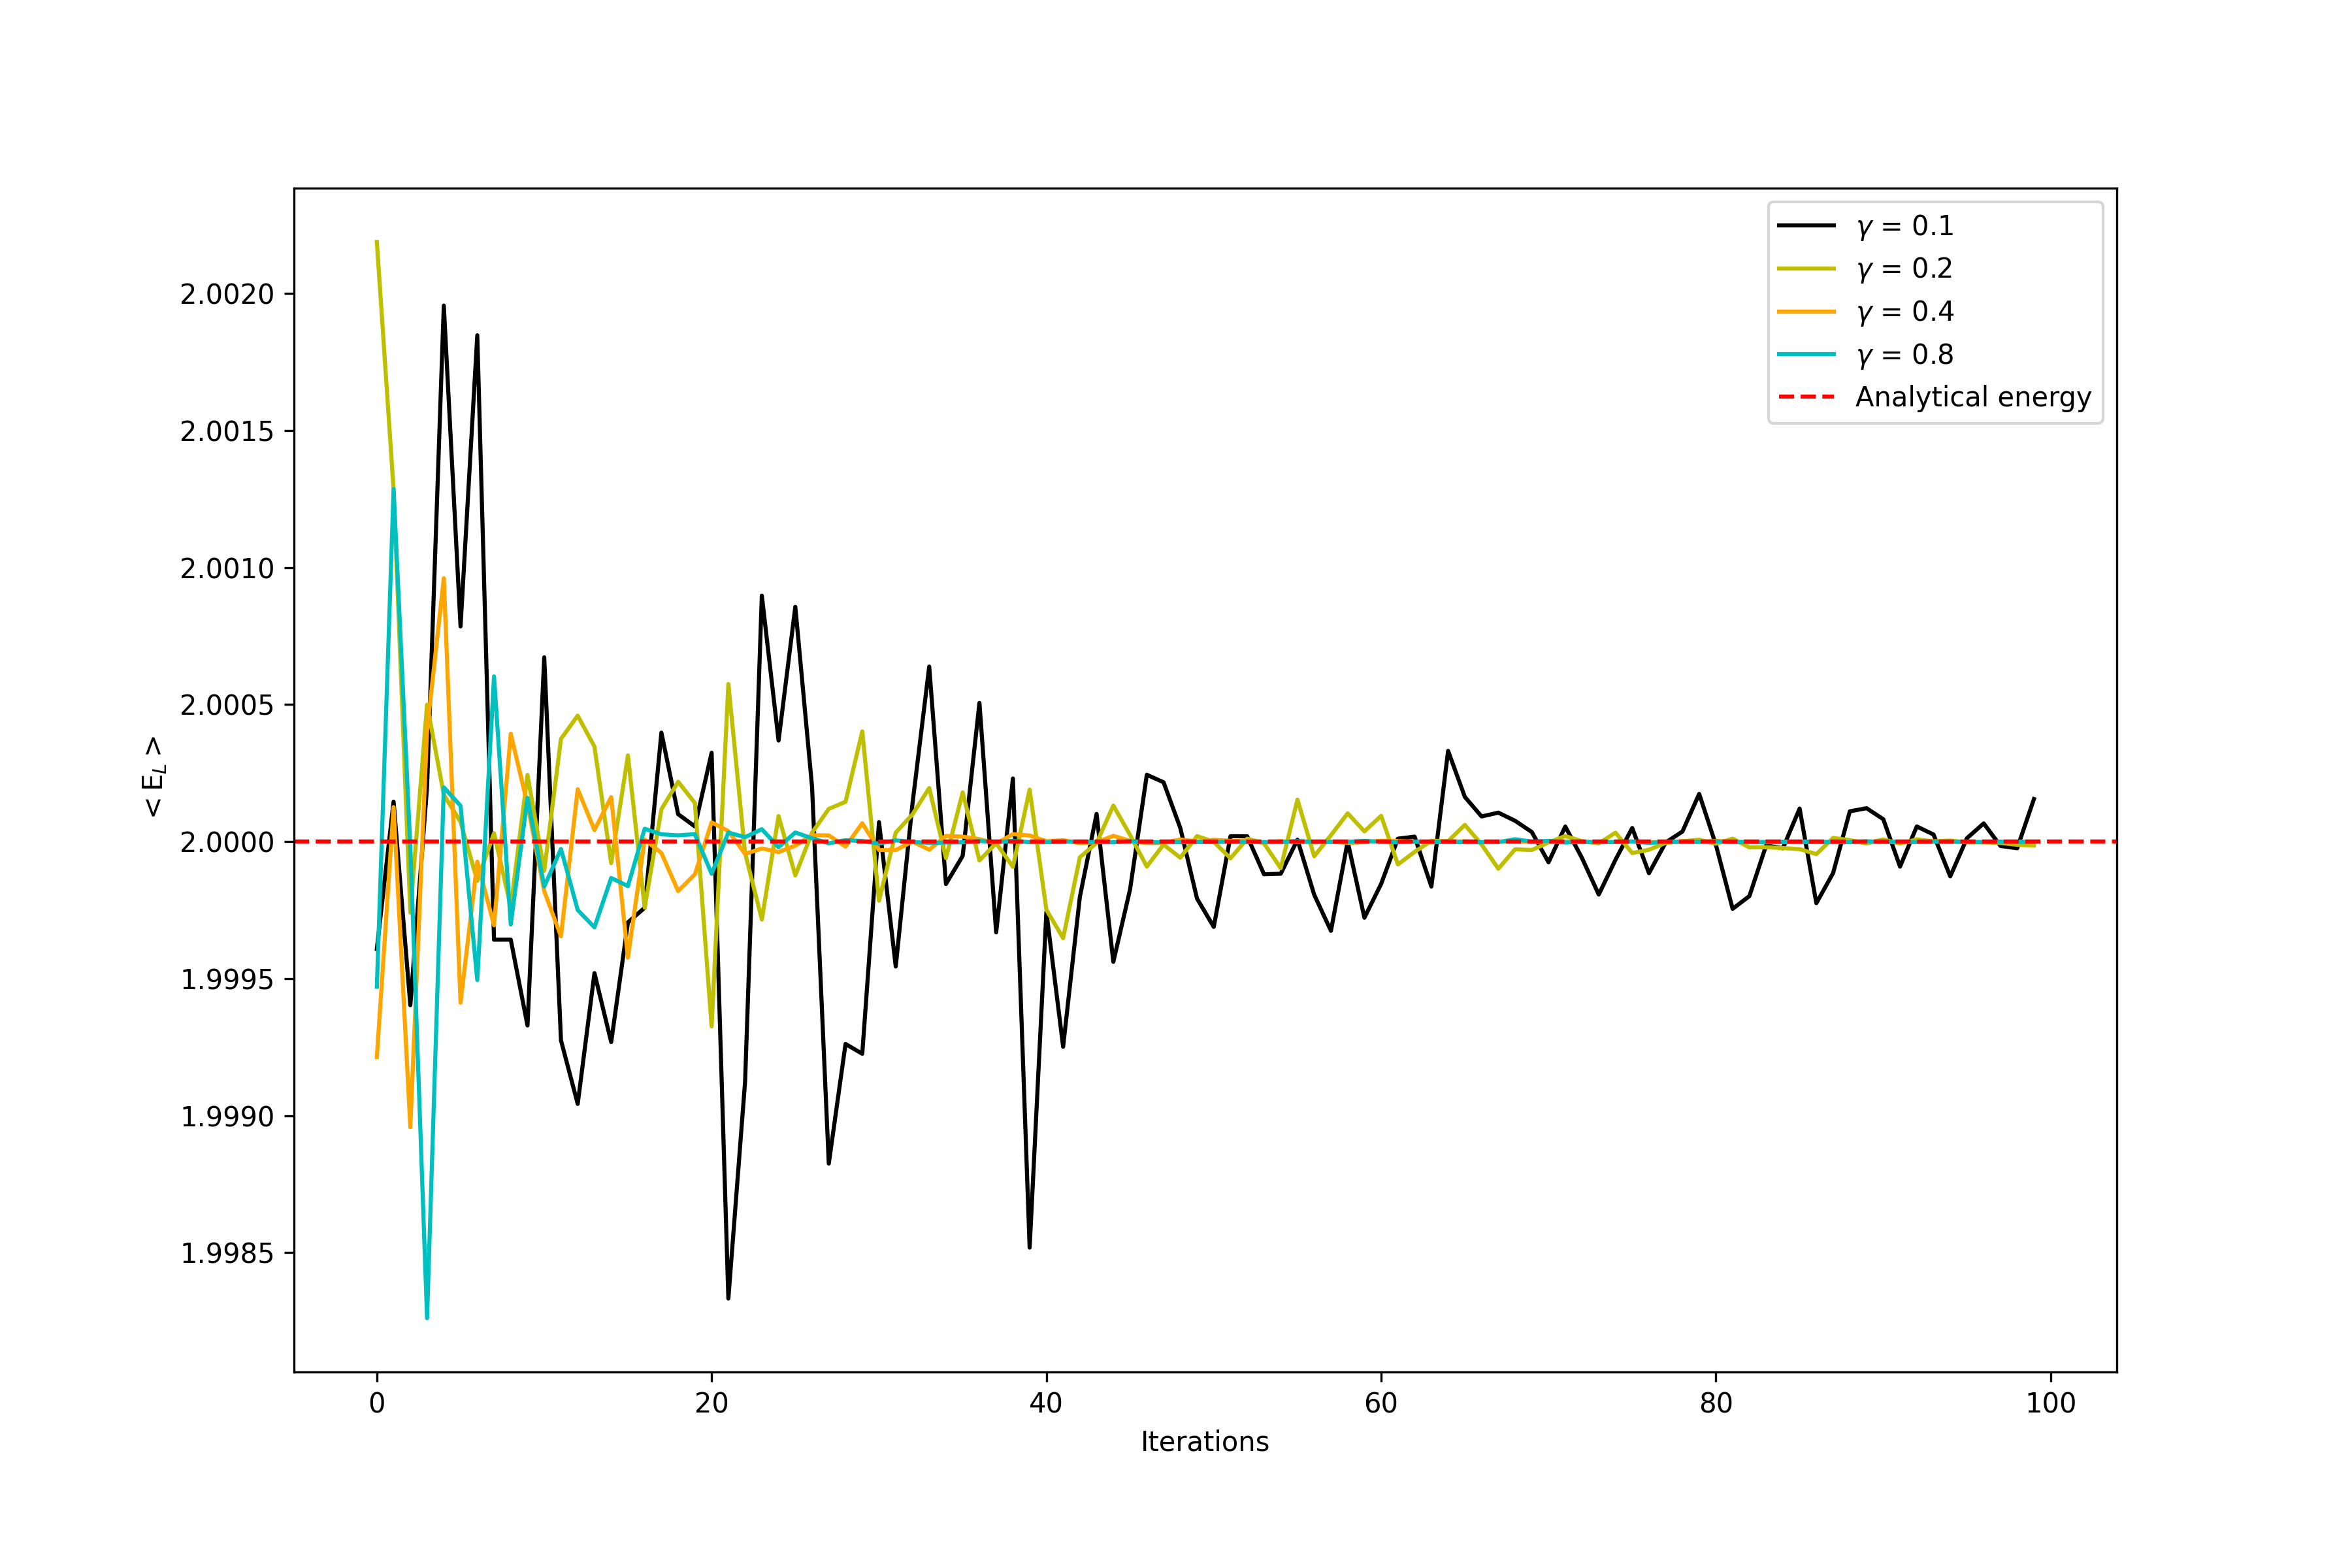 γ = 0.1
γ = 0.2
γ = 0.4
γ = 0.8
Analytical energy
2.0020
2.0015
2.0010
2.0005
2.0000
1.9995
1.9990
1.9985
< E_L >
0 20 40 60 80 100
Iterations